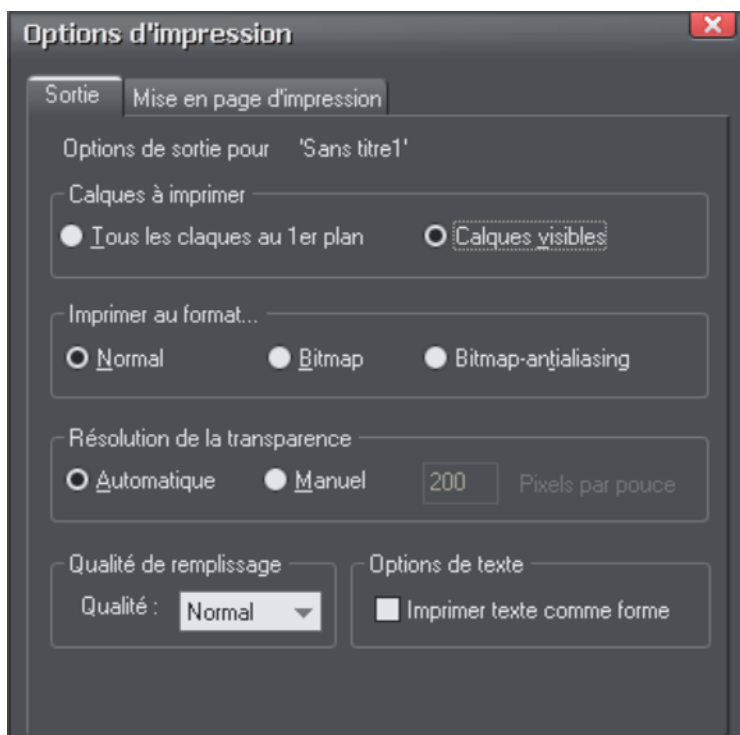 Options d'impression
Sortie
Mise en page d'impression
Options de sortie pour 'Sans titre1'
Calques à imprimer
Tous les claques au 1er plan
Calques visibles
Imprimer au format...
Normal
Bitmap
Bitmap-antialiasing
Résolution de la transparence
Automatique
Manuel
200
Pixels par pouce
Qualité de remplissage
Qualité :
Normal
Options de texte
Imprimer texte comme forme